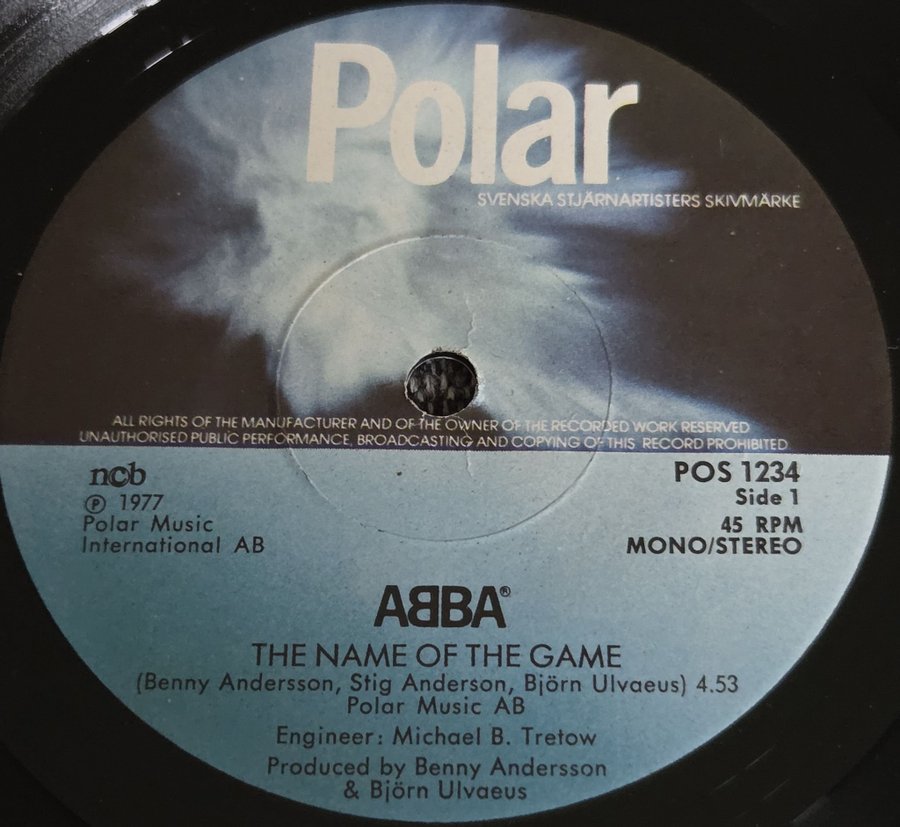 Polar
SVENSKA STJÄRNARTISTERS SKIVMÄRKE
ALL RIGHTS OF THE MANUFACTURER AND OF THE OWNER OF THE RECORDED WORK RESERVED
UNAUTHORISED PUBLIC PERFORMANCE, BROADCASTING AND COPYING OF THIS RECORD PROHIBITED
ncb
℗ 1977
Polar Music
International AB
POS 1234
Side 1
45 RPM
MONO/STEREO
ABBA®
THE NAME OF THE GAME
(Benny Andersson, Stig Anderson, Björn Ulvaeus) 4.53
Polar Music AB
Engineer: Michael B. Tretow
Produced by Benny Andersson
& Björn Ulvaeus